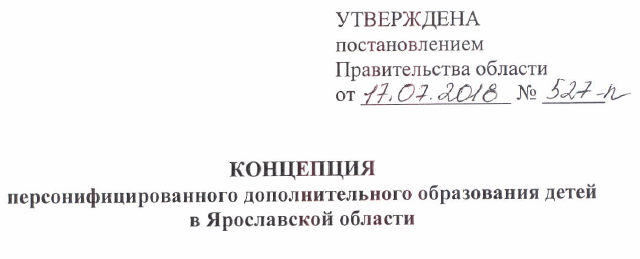 УТВЕРЖДЕНА
постановлением
Правительства области
от 17.07.2018 № 527-п
КОНЦЕПЦИЯ
персонифицированного дополнительного образования детей
в Ярославской области